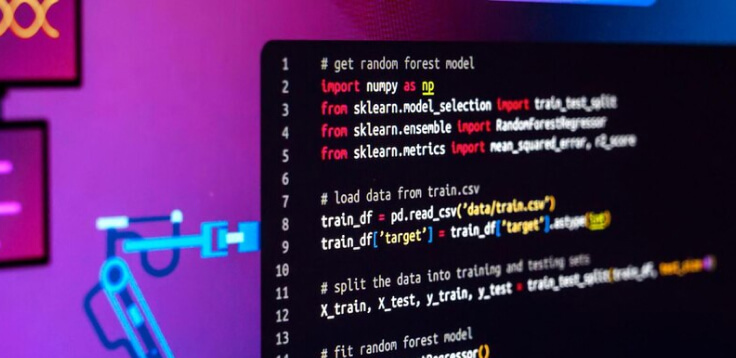 1 # get random forest model
2 import numpy as np
3 from sklearn.model_selection import train_test_split
4 from sklearn.ensemble import RandomForestRegressor
5 from sklearn.metrics import mean_squared_error, r2_score
6
7 # load data from train.csv
8 train_df = pd.read_csv('data/train.csv')
9 train_df['target'] = train_df['target'].astype(int)
10
11 # split the data into training and testing sets
12 X_train, X_test, y_train, y_test = train_test_split(train_df,
13
14 # fit random forest model